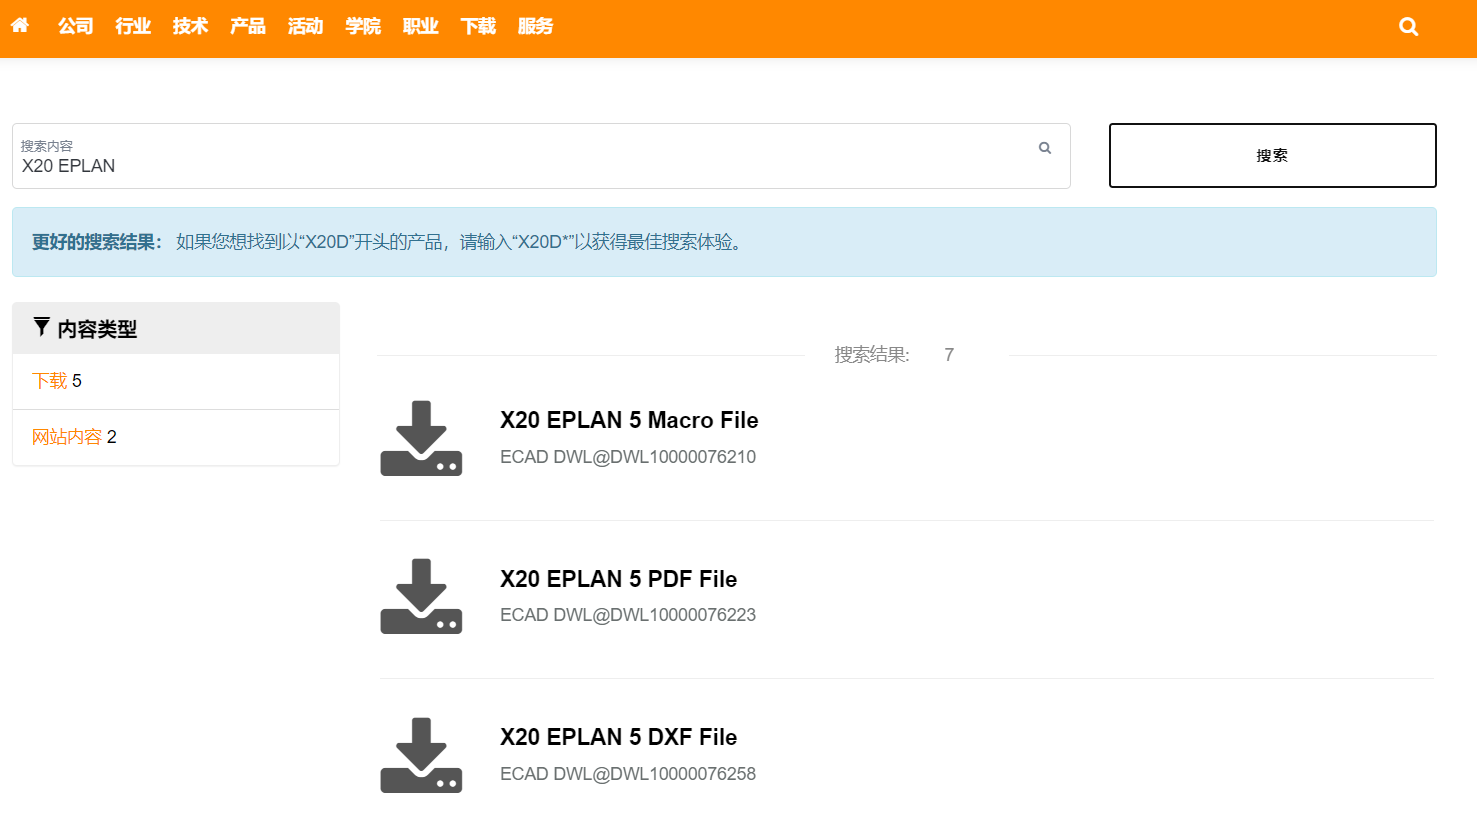 公司 行业 技术 产品 活动 学院 职业 下载 服务
搜索内容
X20 EPLAN
搜索
更好的搜索结果： 如果您想找到以“X20D”开头的产品，请输入“X20D*”以获得最佳搜索体验。
内容类型
下载 5
网站内容 2
搜索结果: 7
X20 EPLAN 5 Macro File
ECAD DWL@DWL10000076210
X20 EPLAN 5 PDF File
ECAD DWL@DWL10000076223
X20 EPLAN 5 DXF File
ECAD DWL@DWL10000076258